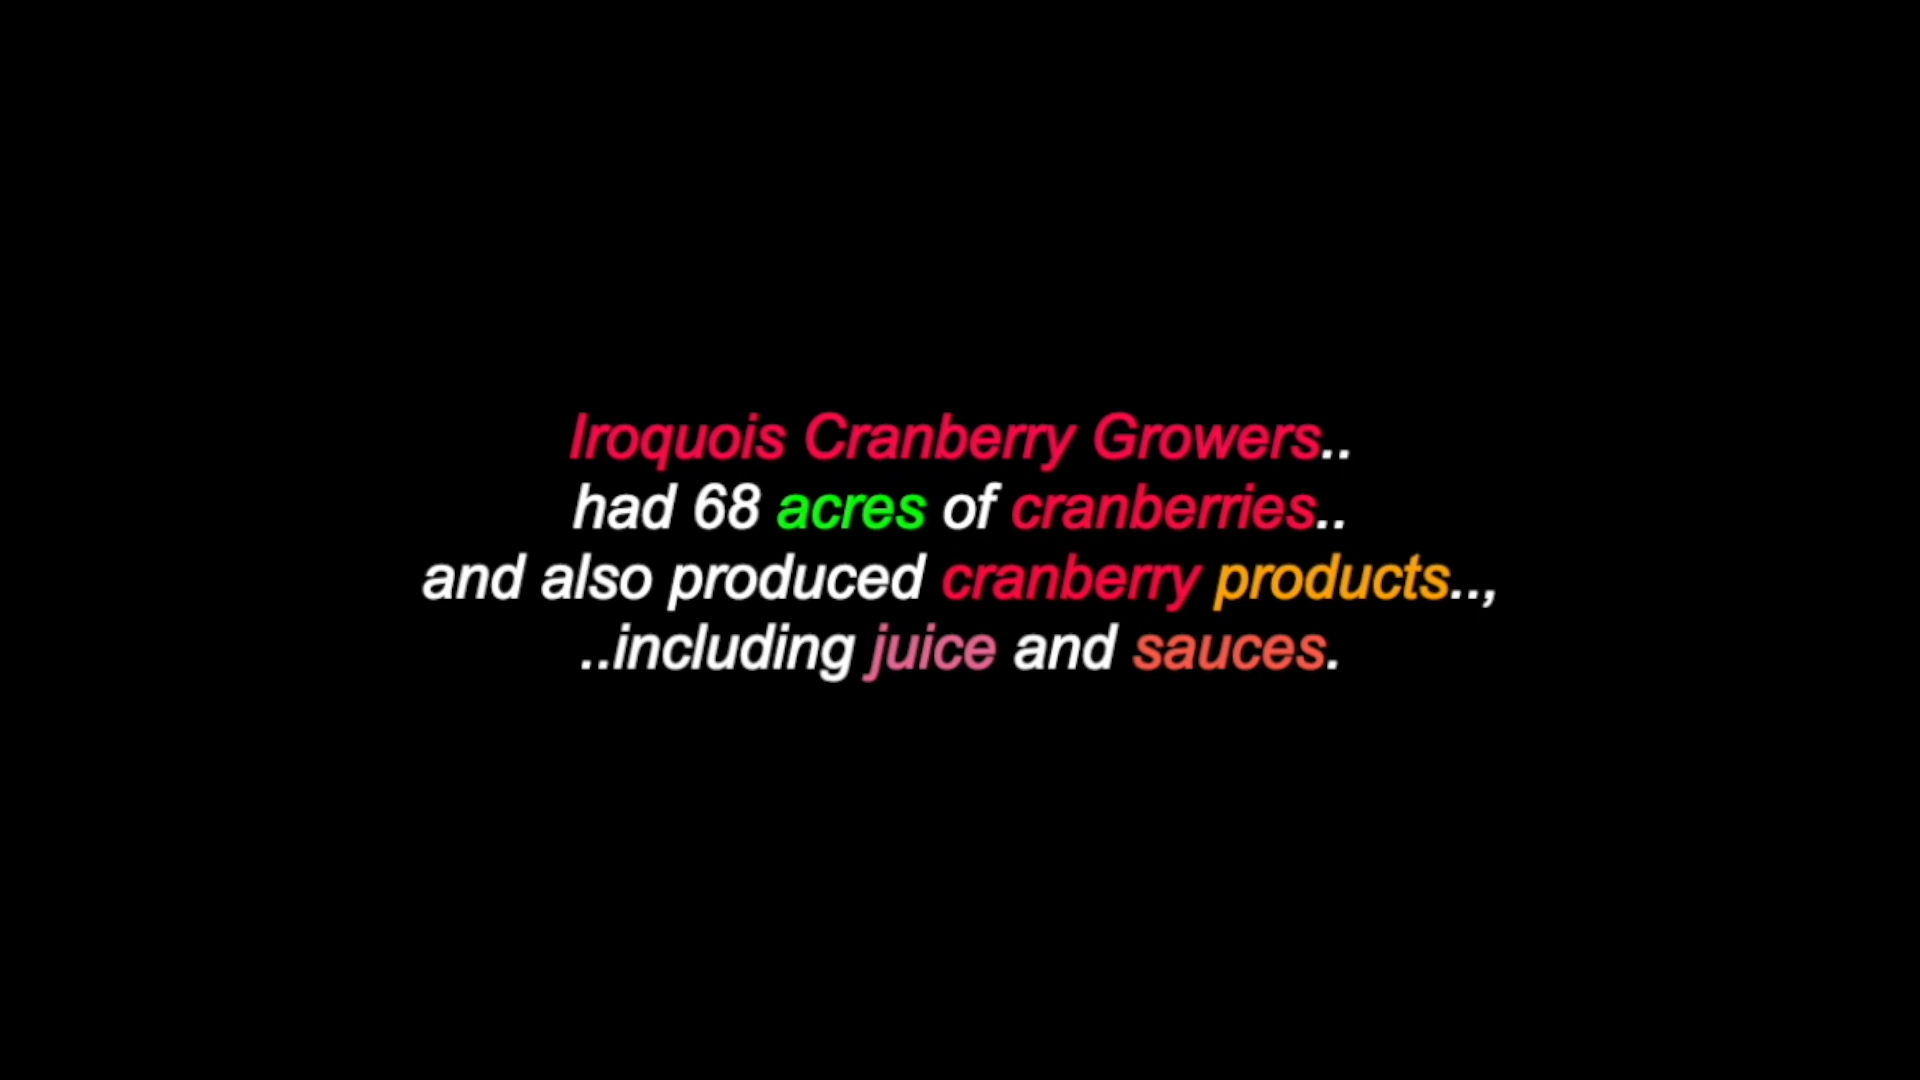 Iroquois Cranberry Growers..
had 68 acres of cranberries..
and also produced cranberry products..,
..including juice and sauces.